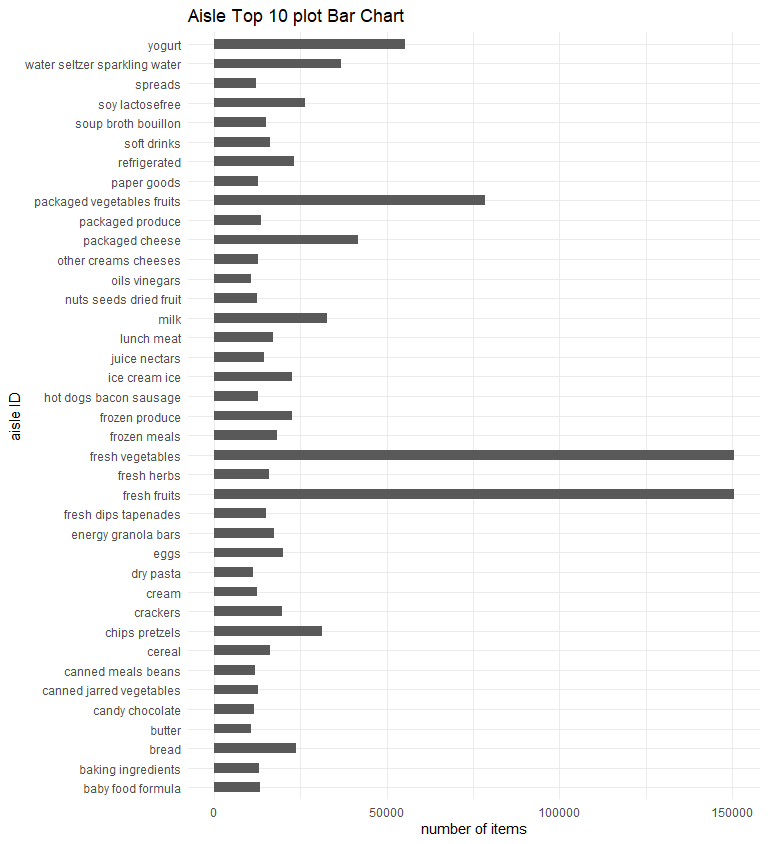 Aisle Top 10 plot Bar Chart
yogurt
water seltzer sparkling water
spreads
soy lactosefree
soup broth bouillon
soft drinks
refrigerated
paper goods
packaged vegetables fruits
packaged produce
packaged cheese
other creams cheeses
oils vinegars
nuts seeds dried fruit
milk
lunch meat
juice nectars
ice cream ice
hot dogs bacon sausage
frozen produce
frozen meals
fresh vegetables
fresh herbs
fresh fruits
fresh dips tapenades
energy granola bars
eggs
dry pasta
cream
crackers
chips pretzels
cereal
canned meals beans
canned jarred vegetables
candy chocolate
butter
bread
baking ingredients
baby food formula
aisle ID
0 50000 100000 150000
number of items